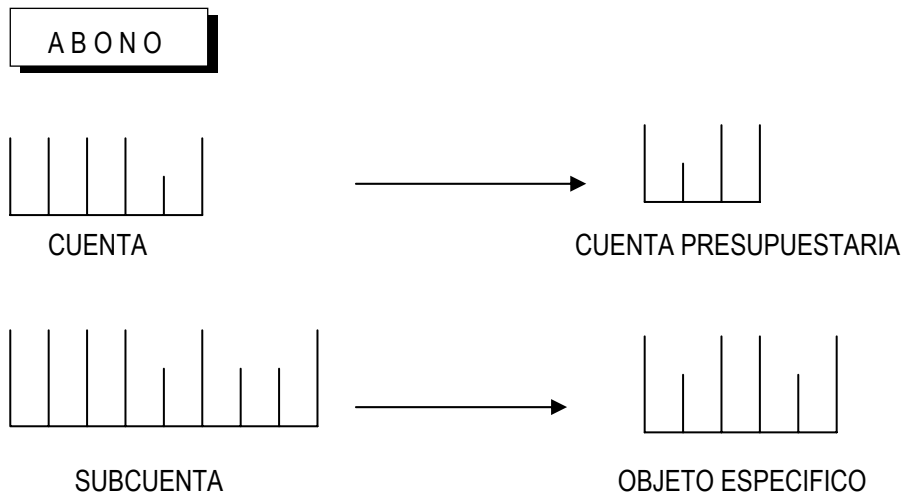 A B O N O
CUENTA
CUENTA PRESUPUESTARIA
SUBCUENTA
OBJETO ESPECIFICO